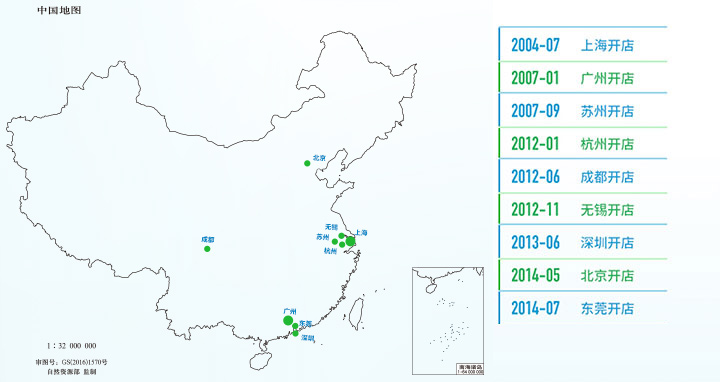 中国地图
北京
无锡
上海
苏州
杭州
成都
广州
东莞
深圳
1：32 000 000
审图号：GS(2016)1570号
自然资源部 监制
南海诸岛
1:64 000 000
2004-07 上海开店
2007-01 广州开店
2007-09 苏州开店
2012-01 杭州开店
2012-06 成都开店
2012-11 无锡开店
2013-06 深圳开店
2014-05 北京开店
2014-07 东莞开店